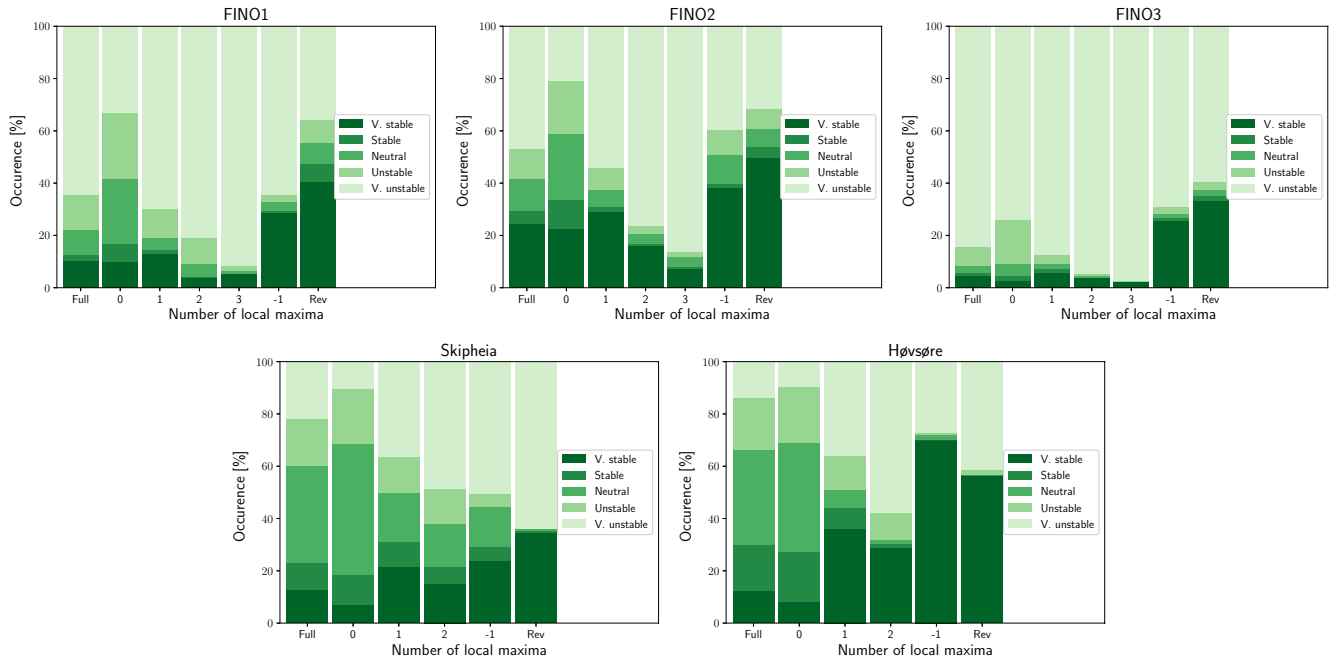 FINO1
100
80
60
40
20
0
Occurence [%]
Full 0 1 2 3 -1 Rev
Number of local maxima
V. stable
Stable
Neutral
Unstable
V. unstable
FINO2
100
80
60
40
20
0
Occurence [%]
Full 0 1 2 3 -1 Rev
Number of local maxima
V. stable
Stable
Neutral
Unstable
V. unstable
FINO3
100
80
60
40
20
0
Occurence [%]
Full 0 1 2 3 -1 Rev
Number of local maxima
V. stable
Stable
Neutral
Unstable
V. unstable
Skipheia
100
80
60
40
20
0
Occurence [%]
Full 0 1 2 -1 Rev
Number of local maxima
V. stable
Stable
Neutral
Unstable
V. unstable
Høvsøre
100
80
60
40
20
0
Occurence [%]
Full 0 1 2 -1 Rev
Number of local maxima
V. stable
Stable
Neutral
Unstable
V. unstable